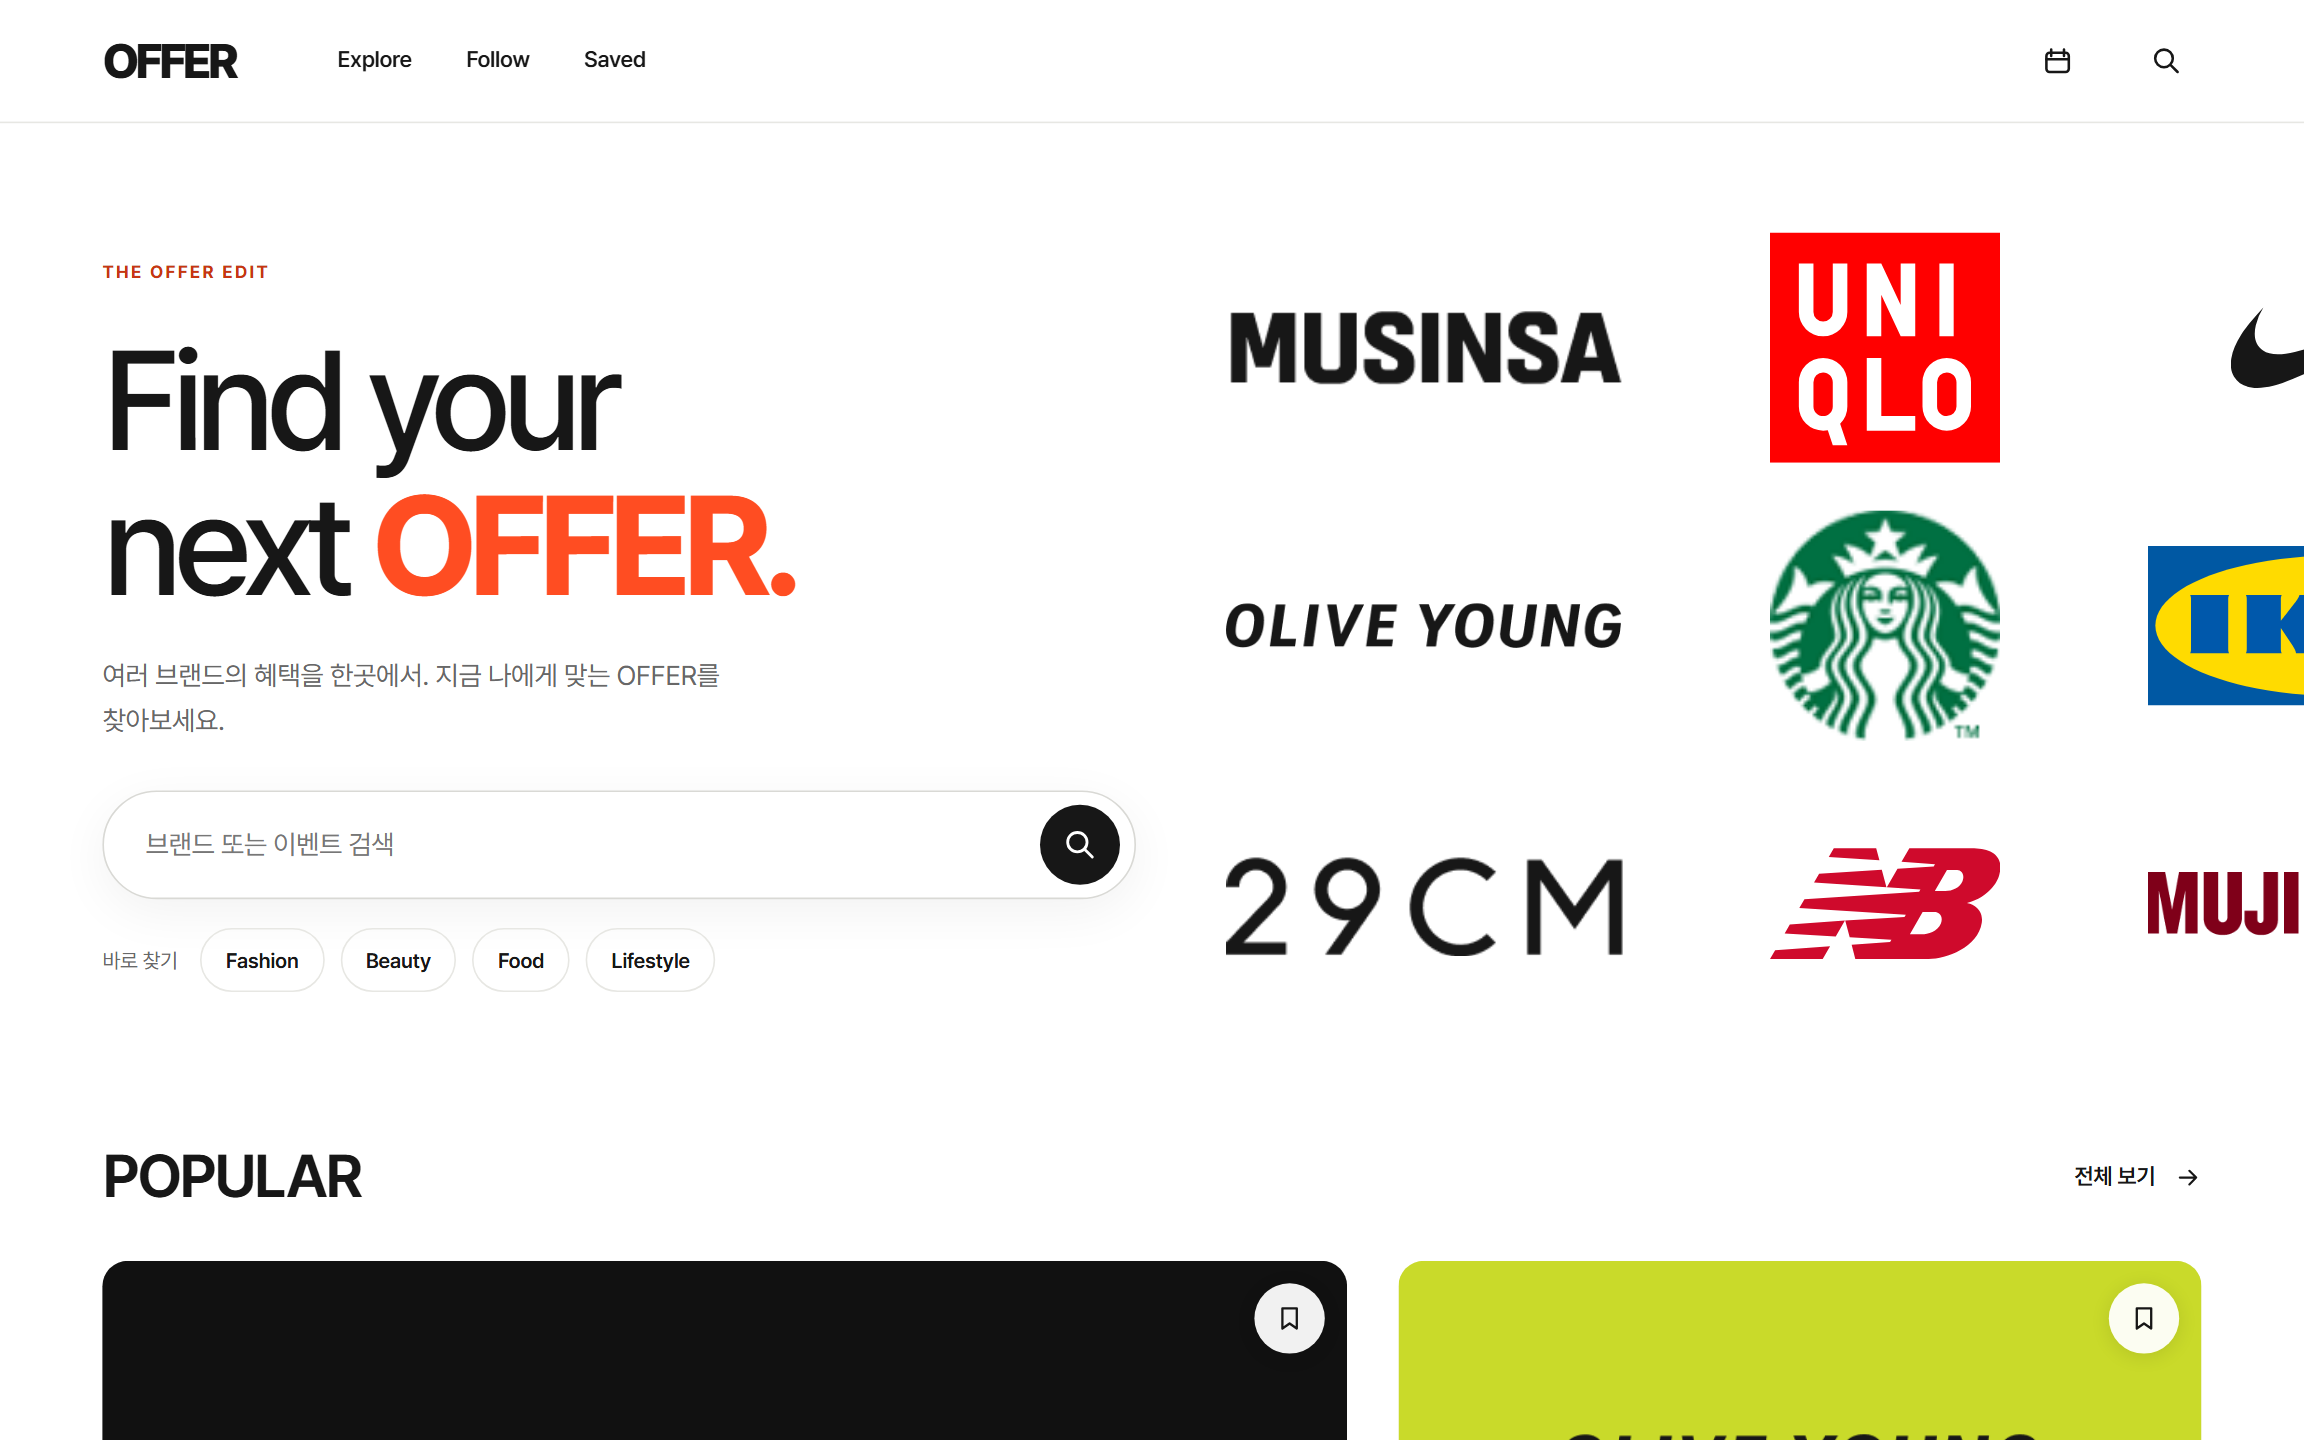 OFFER
Explore
Follow
Saved
THE OFFER EDIT
Find your
next OFFER.
여러 브랜드의 혜택을 한곳에서. 지금 나에게 맞는 OFFER를
찾아보세요.
브랜드 또는 이벤트 검색
바로 찾기
Fashion
Beauty
Food
Lifestyle
MUSINSA
UNI
QLO
OLIVE YOUNG
TM
29CM
NB
MUJI
POPULAR
전체 보기